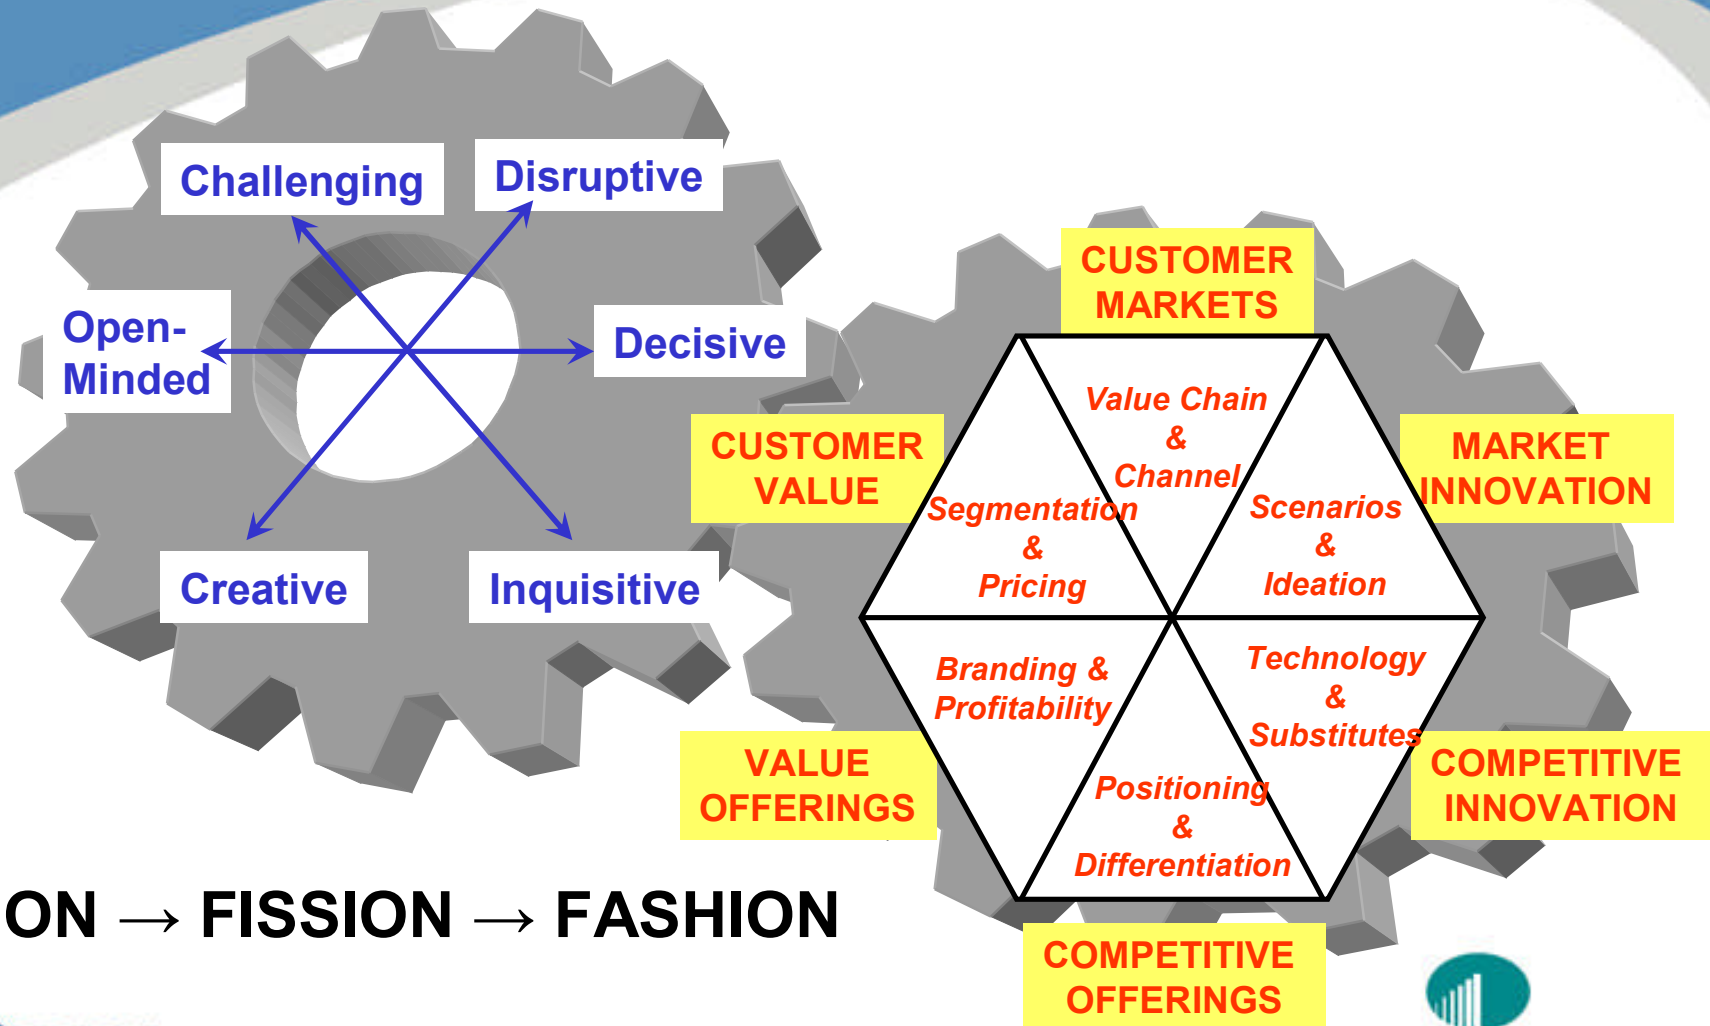 Challenging
Disruptive
Open-
Minded
Decisive
Creative
Inquisitive
CUSTOMER
MARKETS
CUSTOMER
VALUE
MARKET
INNOVATION
Value Chain
&
Channel
Segmentation
&
Pricing
Scenarios
&
Ideation
Branding &
Profitability
Technology
&
Substitutes
Positioning
&
Differentiation
VALUE
OFFERINGS
COMPETITIVE
INNOVATION
COMPETITIVE
OFFERINGS
ON → FISSION → FASHION